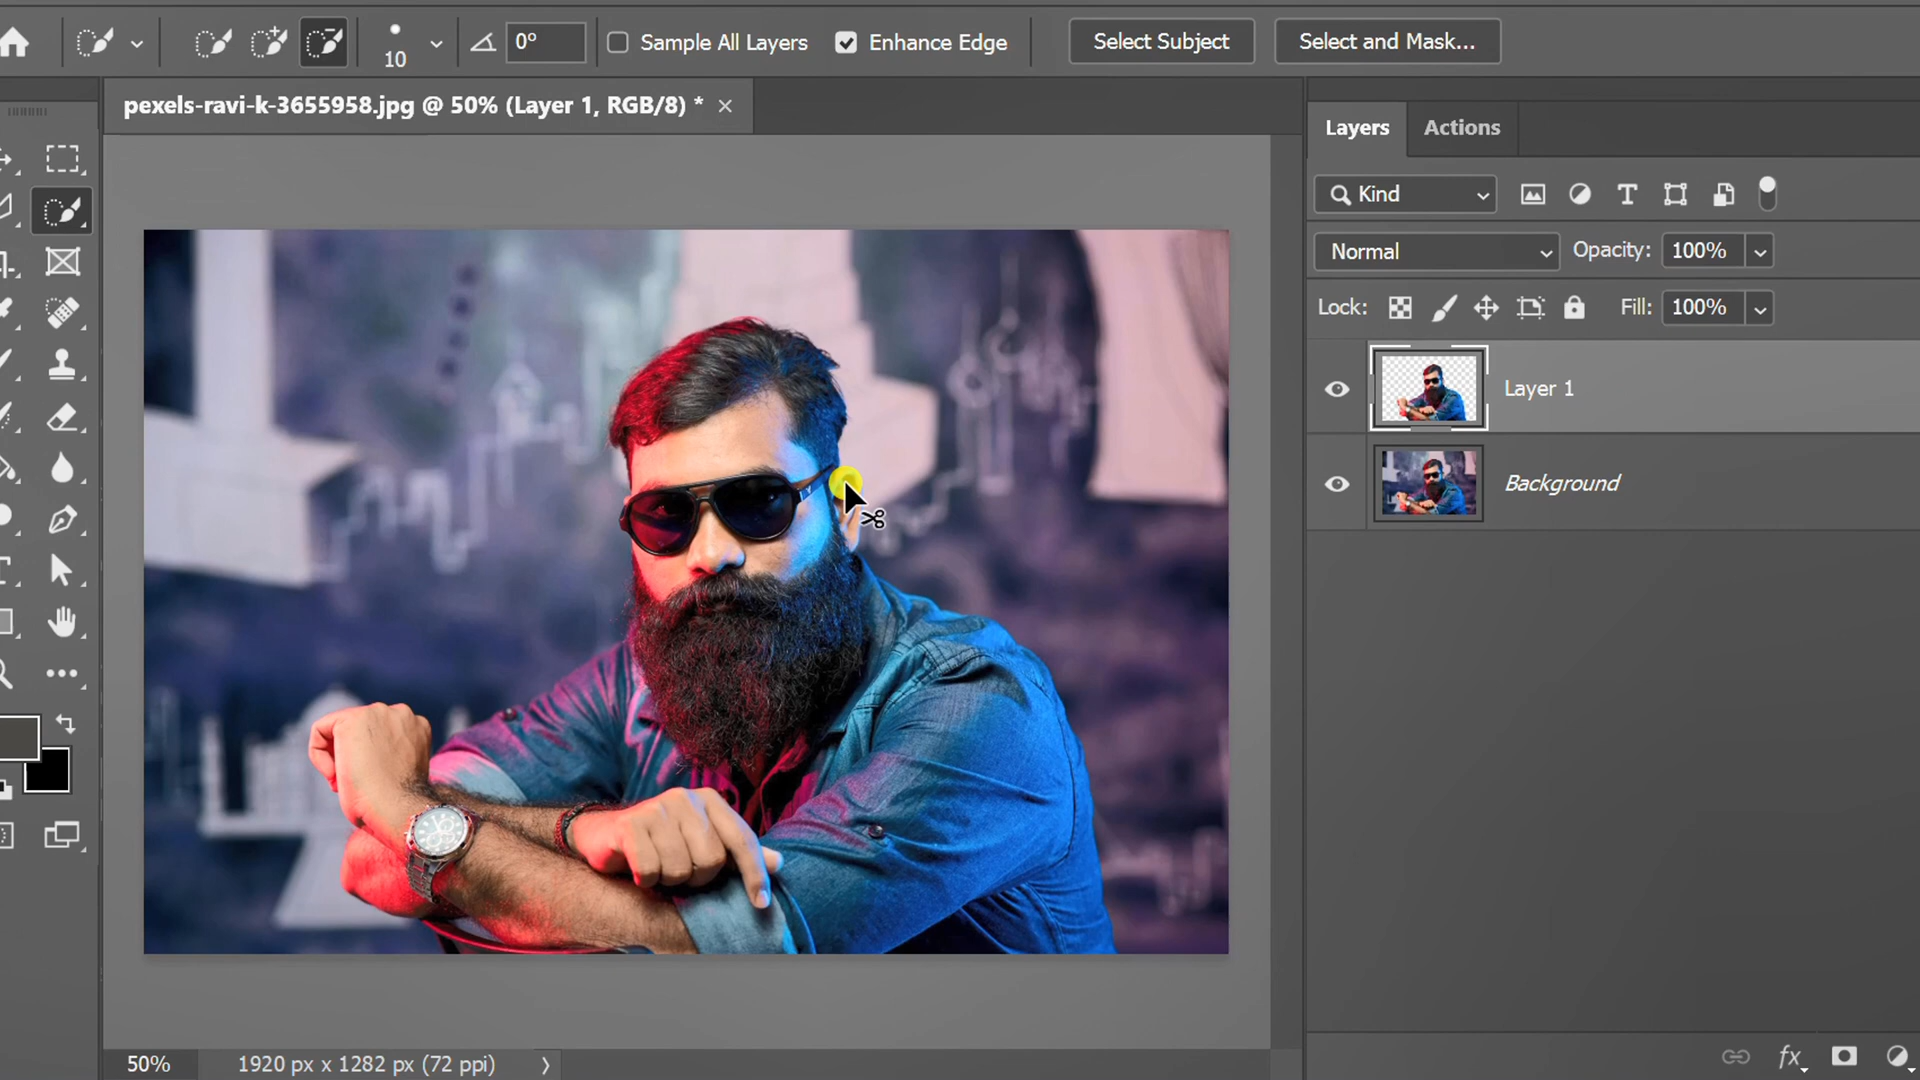 10
0°
Sample All Layers
Enhance Edge
Select Subject
Select and Mask...
pexels-ravi-k-3655958.jpg @ 50% (Layer 1, RGB/8) *
Layers
Actions
Kind
Normal
Opacity:
100%
Lock:
Fill:
100%
Layer 1
Background
50%
1920 px x 1282 px (72 ppi)
fx